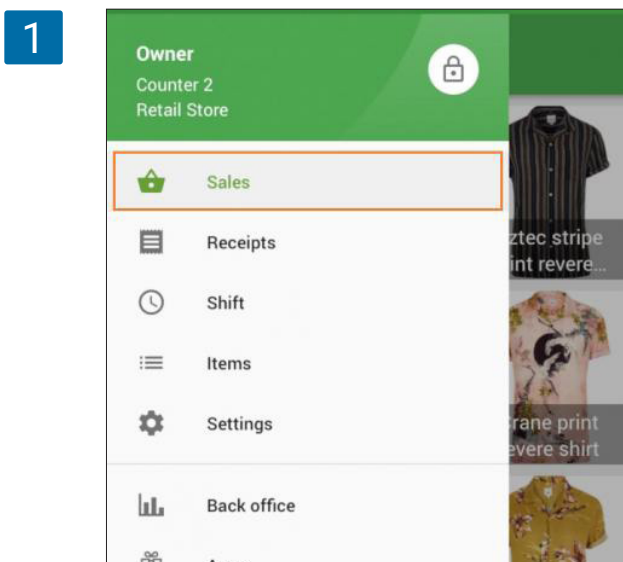 1
Owner
Counter 2
Retail Store
Sales
Receipts
Shift
Items
Settings
Back office
ztec stripe
int revere...
rane print
evere shirt